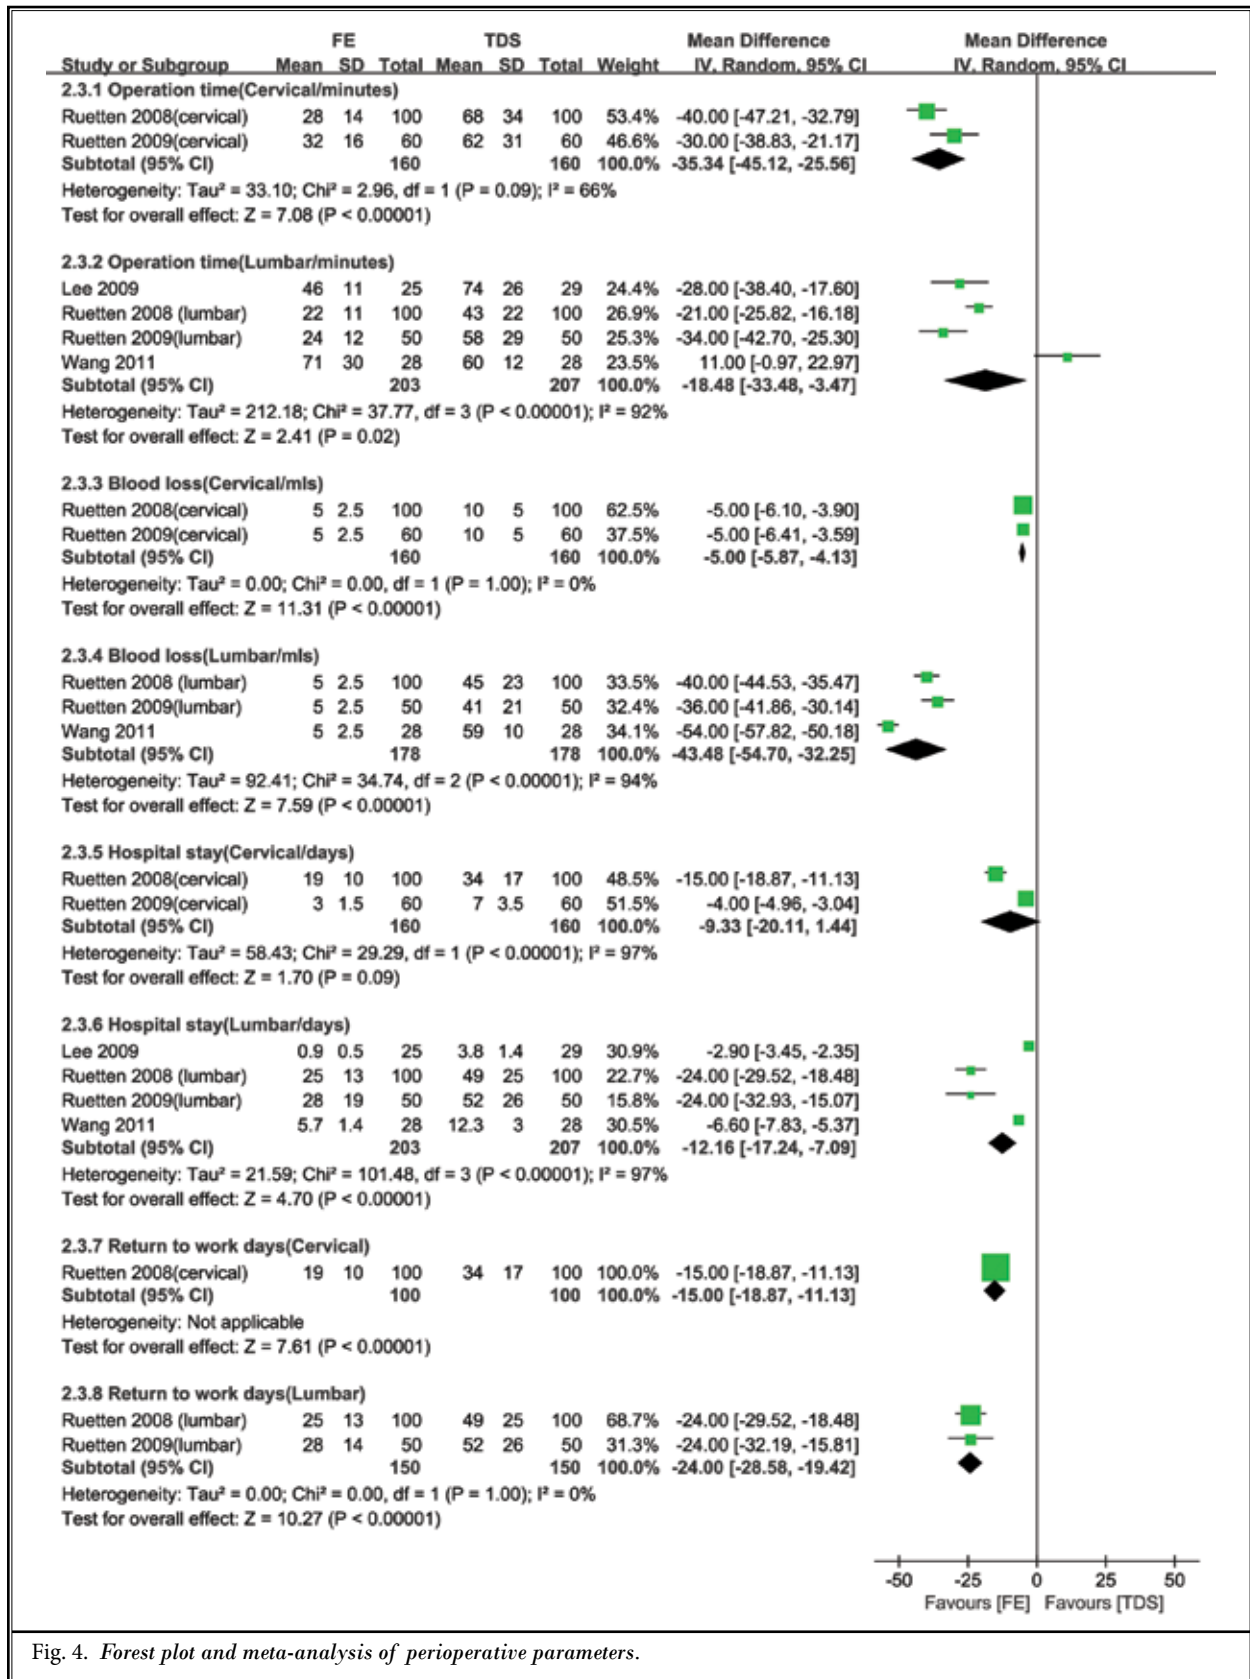 FE TDS Mean Difference Mean Difference
Study or Subgroup Mean SD Total Mean SD Total Weight IV, Random, 95% CI IV, Random, 95% CI
2.3.1 Operation time(Cervical/minutes)
Ruetten 2008(cervical) 28 14 100 68 34 100 53.4% -40.00 [-47.21, -32.79]
Ruetten 2009(cervical) 32 16 60 62 31 60 46.6% -30.00 [-38.83, -21.17]
Subtotal (95% CI) 160 160 100.0% -35.34 [-45.12, -25.56]
Heterogeneity: Tau² = 33.10; Chi² = 2.96, df = 1 (P = 0.09); I² = 66%
Test for overall effect: Z = 7.08 (P < 0.00001)
2.3.2 Operation time(Lumbar/minutes)
Lee 2009 46 11 25 74 26 29 24.4% -28.00 [-38.40, -17.60]
Ruetten 2008 (lumbar) 22 11 100 43 22 100 26.9% -21.00 [-25.82, -16.18]
Ruetten 2009(lumbar) 24 12 50 58 29 50 25.3% -34.00 [-42.70, -25.30]
Wang 2011 71 30 28 60 12 28 23.5% 11.00 [-0.97, 22.97]
Subtotal (95% CI) 203 207 100.0% -18.48 [-33.48, -3.47]
Heterogeneity: Tau² = 212.18; Chi² = 37.77, df = 3 (P < 0.00001); I² = 92%
Test for overall effect: Z = 2.41 (P = 0.02)
2.3.3 Blood loss(Cervical/mls)
Ruetten 2008(cervical) 5 2.5 100 10 5 100 62.5% -5.00 [-6.10, -3.90]
Ruetten 2009(cervical) 5 2.5 60 10 5 60 37.5% -5.00 [-6.41, -3.59]
Subtotal (95% CI) 160 160 100.0% -5.00 [-5.87, -4.13]
Heterogeneity: Tau² = 0.00; Chi² = 0.00, df = 1 (P = 1.00); I² = 0%
Test for overall effect: Z = 11.31 (P < 0.00001)
2.3.4 Blood loss(Lumbar/mls)
Ruetten 2008 (lumbar) 5 2.5 100 45 23 100 33.5% -40.00 [-44.53, -35.47]
Ruetten 2009(lumbar) 5 2.5 50 41 21 50 32.4% -36.00 [-41.86, -30.14]
Wang 2011 5 2.5 28 59 10 28 34.1% -54.00 [-57.82, -50.18]
Subtotal (95% CI) 178 178 100.0% -43.48 [-54.70, -32.25]
Heterogeneity: Tau² = 92.41; Chi² = 34.74, df = 2 (P < 0.00001); I² = 94%
Test for overall effect: Z = 7.59 (P < 0.00001)
2.3.5 Hospital stay(Cervical/days)
Ruetten 2008(cervical) 19 10 100 34 17 100 48.5% -15.00 [-18.87, -11.13]
Ruetten 2009(cervical) 3 1.5 60 7 3.5 60 51.5% -4.00 [-4.96, -3.04]
Subtotal (95% CI) 160 160 100.0% -9.33 [-20.11, 1.44]
Heterogeneity: Tau² = 58.43; Chi² = 29.29, df = 1 (P < 0.00001); I² = 97%
Test for overall effect: Z = 1.70 (P = 0.09)
2.3.6 Hospital stay(Lumbar/days)
Lee 2009 0.9 0.5 25 3.8 1.4 29 30.9% -2.90 [-3.45, -2.35]
Ruetten 2008 (lumbar) 25 13 100 49 25 100 22.7% -24.00 [-29.52, -18.48]
Ruetten 2009(lumbar) 28 19 50 52 26 50 15.8% -24.00 [-32.93, -15.07]
Wang 2011 5.7 1.4 28 12.3 3 28 30.5% -6.60 [-7.83, -5.37]
Subtotal (95% CI) 203 207 100.0% -12.16 [-17.24, -7.09]
Heterogeneity: Tau² = 21.59; Chi² = 101.48, df = 3 (P < 0.00001); I² = 97%
Test for overall effect: Z = 4.70 (P < 0.00001)
2.3.7 Return to work days(Cervical)
Ruetten 2008(cervical) 19 10 100 34 17 100 100.0% -15.00 [-18.87, -11.13]
Subtotal (95% CI) 100 100 100.0% -15.00 [-18.87, -11.13]
Heterogeneity: Not applicable
Test for overall effect: Z = 7.61 (P < 0.00001)
2.3.8 Return to work days(Lumbar)
Ruetten 2008 (lumbar) 25 13 100 49 25 100 68.7% -24.00 [-29.52, -18.48]
Ruetten 2009(lumbar) 28 14 50 52 26 50 31.3% -24.00 [-32.19, -15.81]
Subtotal (95% CI) 150 150 100.0% -24.00 [-28.58, -19.42]
Heterogeneity: Tau² = 0.00; Chi² = 0.00, df = 1 (P = 1.00); I² = 0%
Test for overall effect: Z = 10.27 (P < 0.00001)
-50 -25 0 25 50
Favours [FE] Favours [TDS]
Fig. 4. Forest plot and meta-analysis of perioperative parameters.